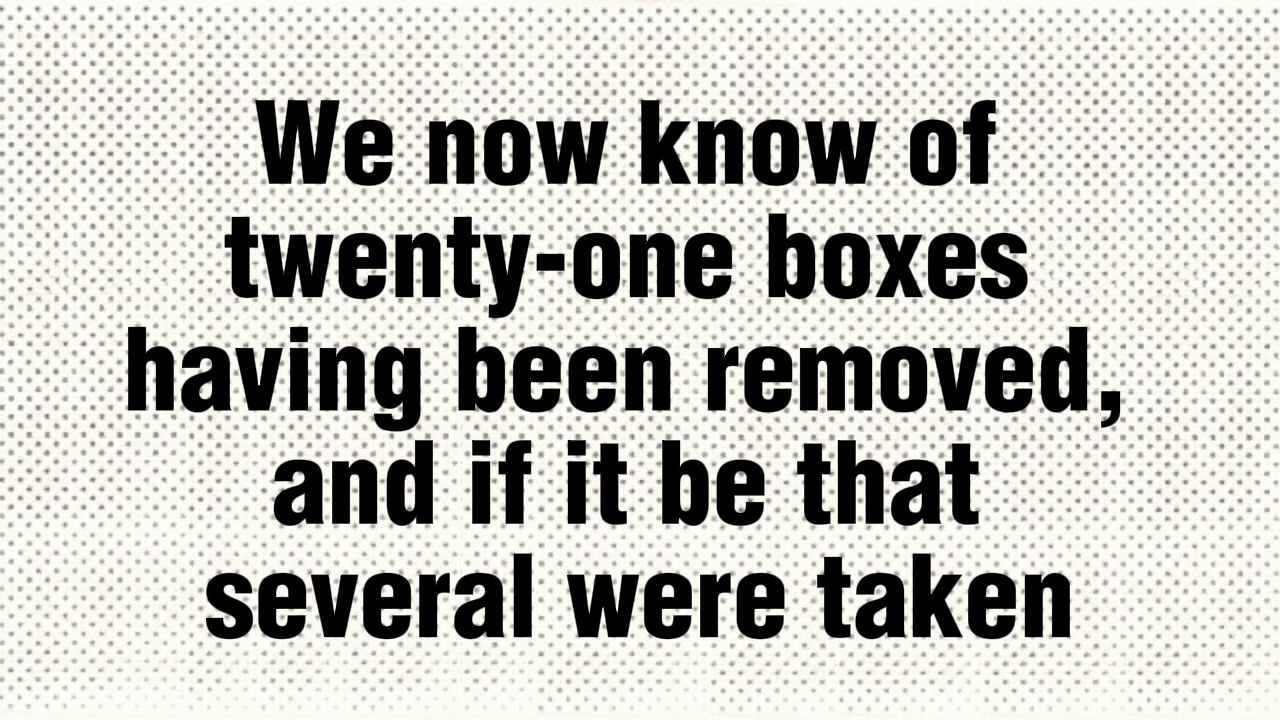 We now know of
twenty-one boxes
having been removed,
and if it be that
several were taken